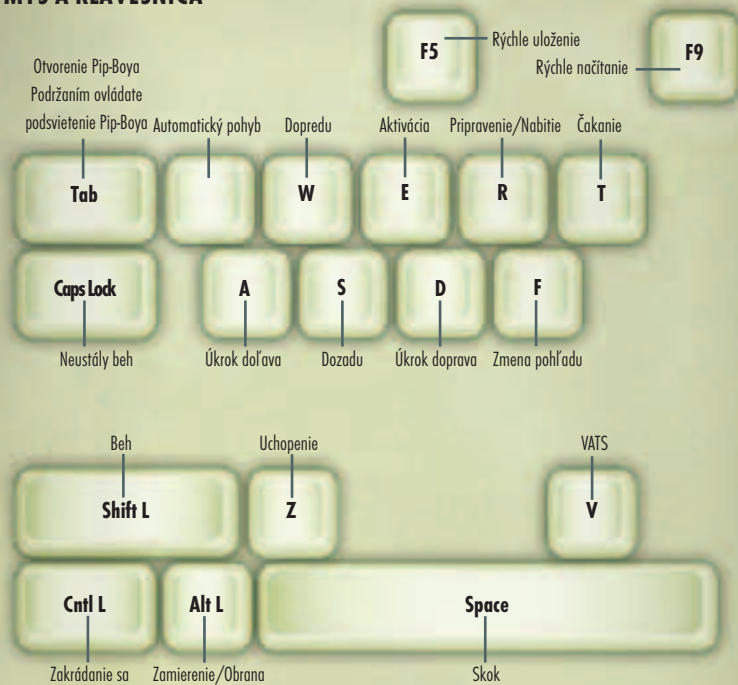 MYŠ A KLÁVESNICA
F5
Rýchle uloženie
F9
Rýchle načítanie
Otvorenie Pip-Boya
Podržaním ovládate
podsvietenie Pip-Boya
Automatický pohyb
Dopredu
Aktivácia
Pripravenie/Nabitie
Čakanie
Tab
W
E
R
T
Caps Lock
A
S
D
F
Neustály beh
Úkrok doľava
Dozadu
Úkrok doprava
Zmena pohľadu
Beh
Uchopenie
VATS
Shift L
Z
V
Cntl L
Alt L
Space
Zakrádanie sa
Zamierenie/Obrana
Skok